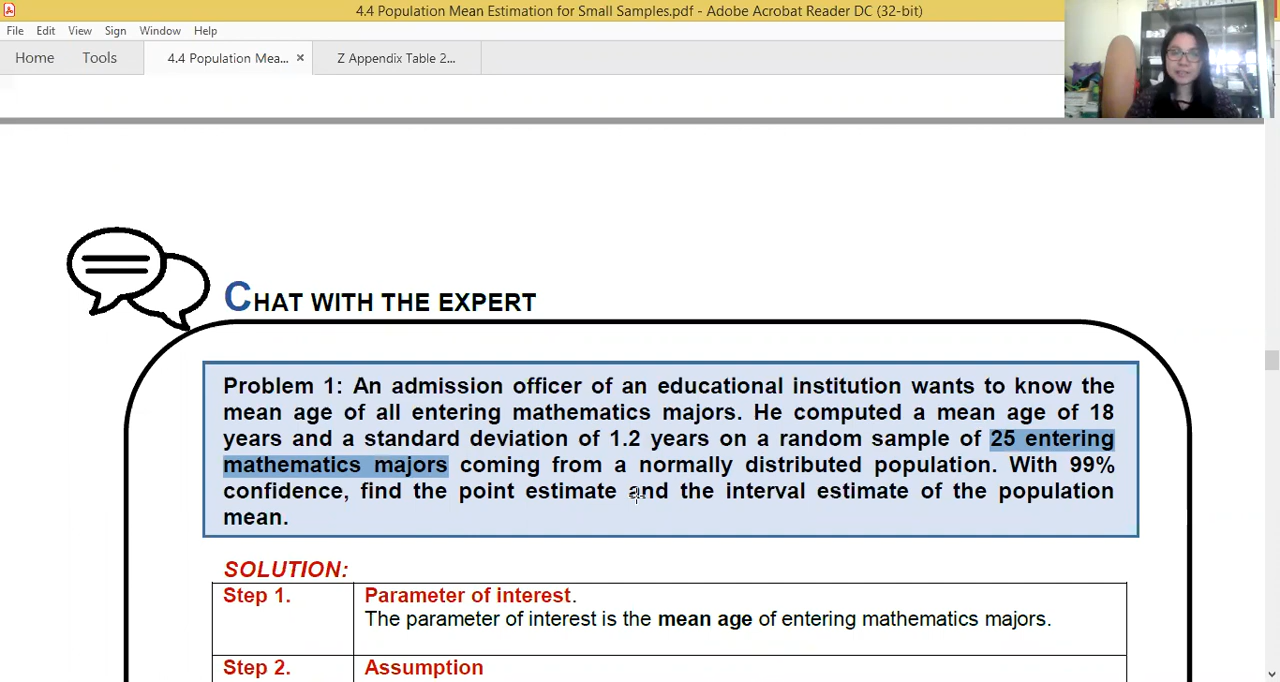 4.4 Population Mean Estimation for Small Samples.pdf - Adobe Acrobat Reader DC (32-bit)
File Edit View Sign Window Help
Home Tools 4.4 Population Mea... × Z Appendix Table 2...
CHAT WITH THE EXPERT
Problem 1: An admission officer of an educational institution wants to know the
mean age of all entering mathematics majors. He computed a mean age of 18
years and a standard deviation of 1.2 years on a random sample of 25 entering
mathematics majors coming from a normally distributed population. With 99%
confidence, find the point estimate and the interval estimate of the population
mean.
SOLUTION:
Step 1. Parameter of interest.
The parameter of interest is the mean age of entering mathematics majors.
Step 2. Assumption